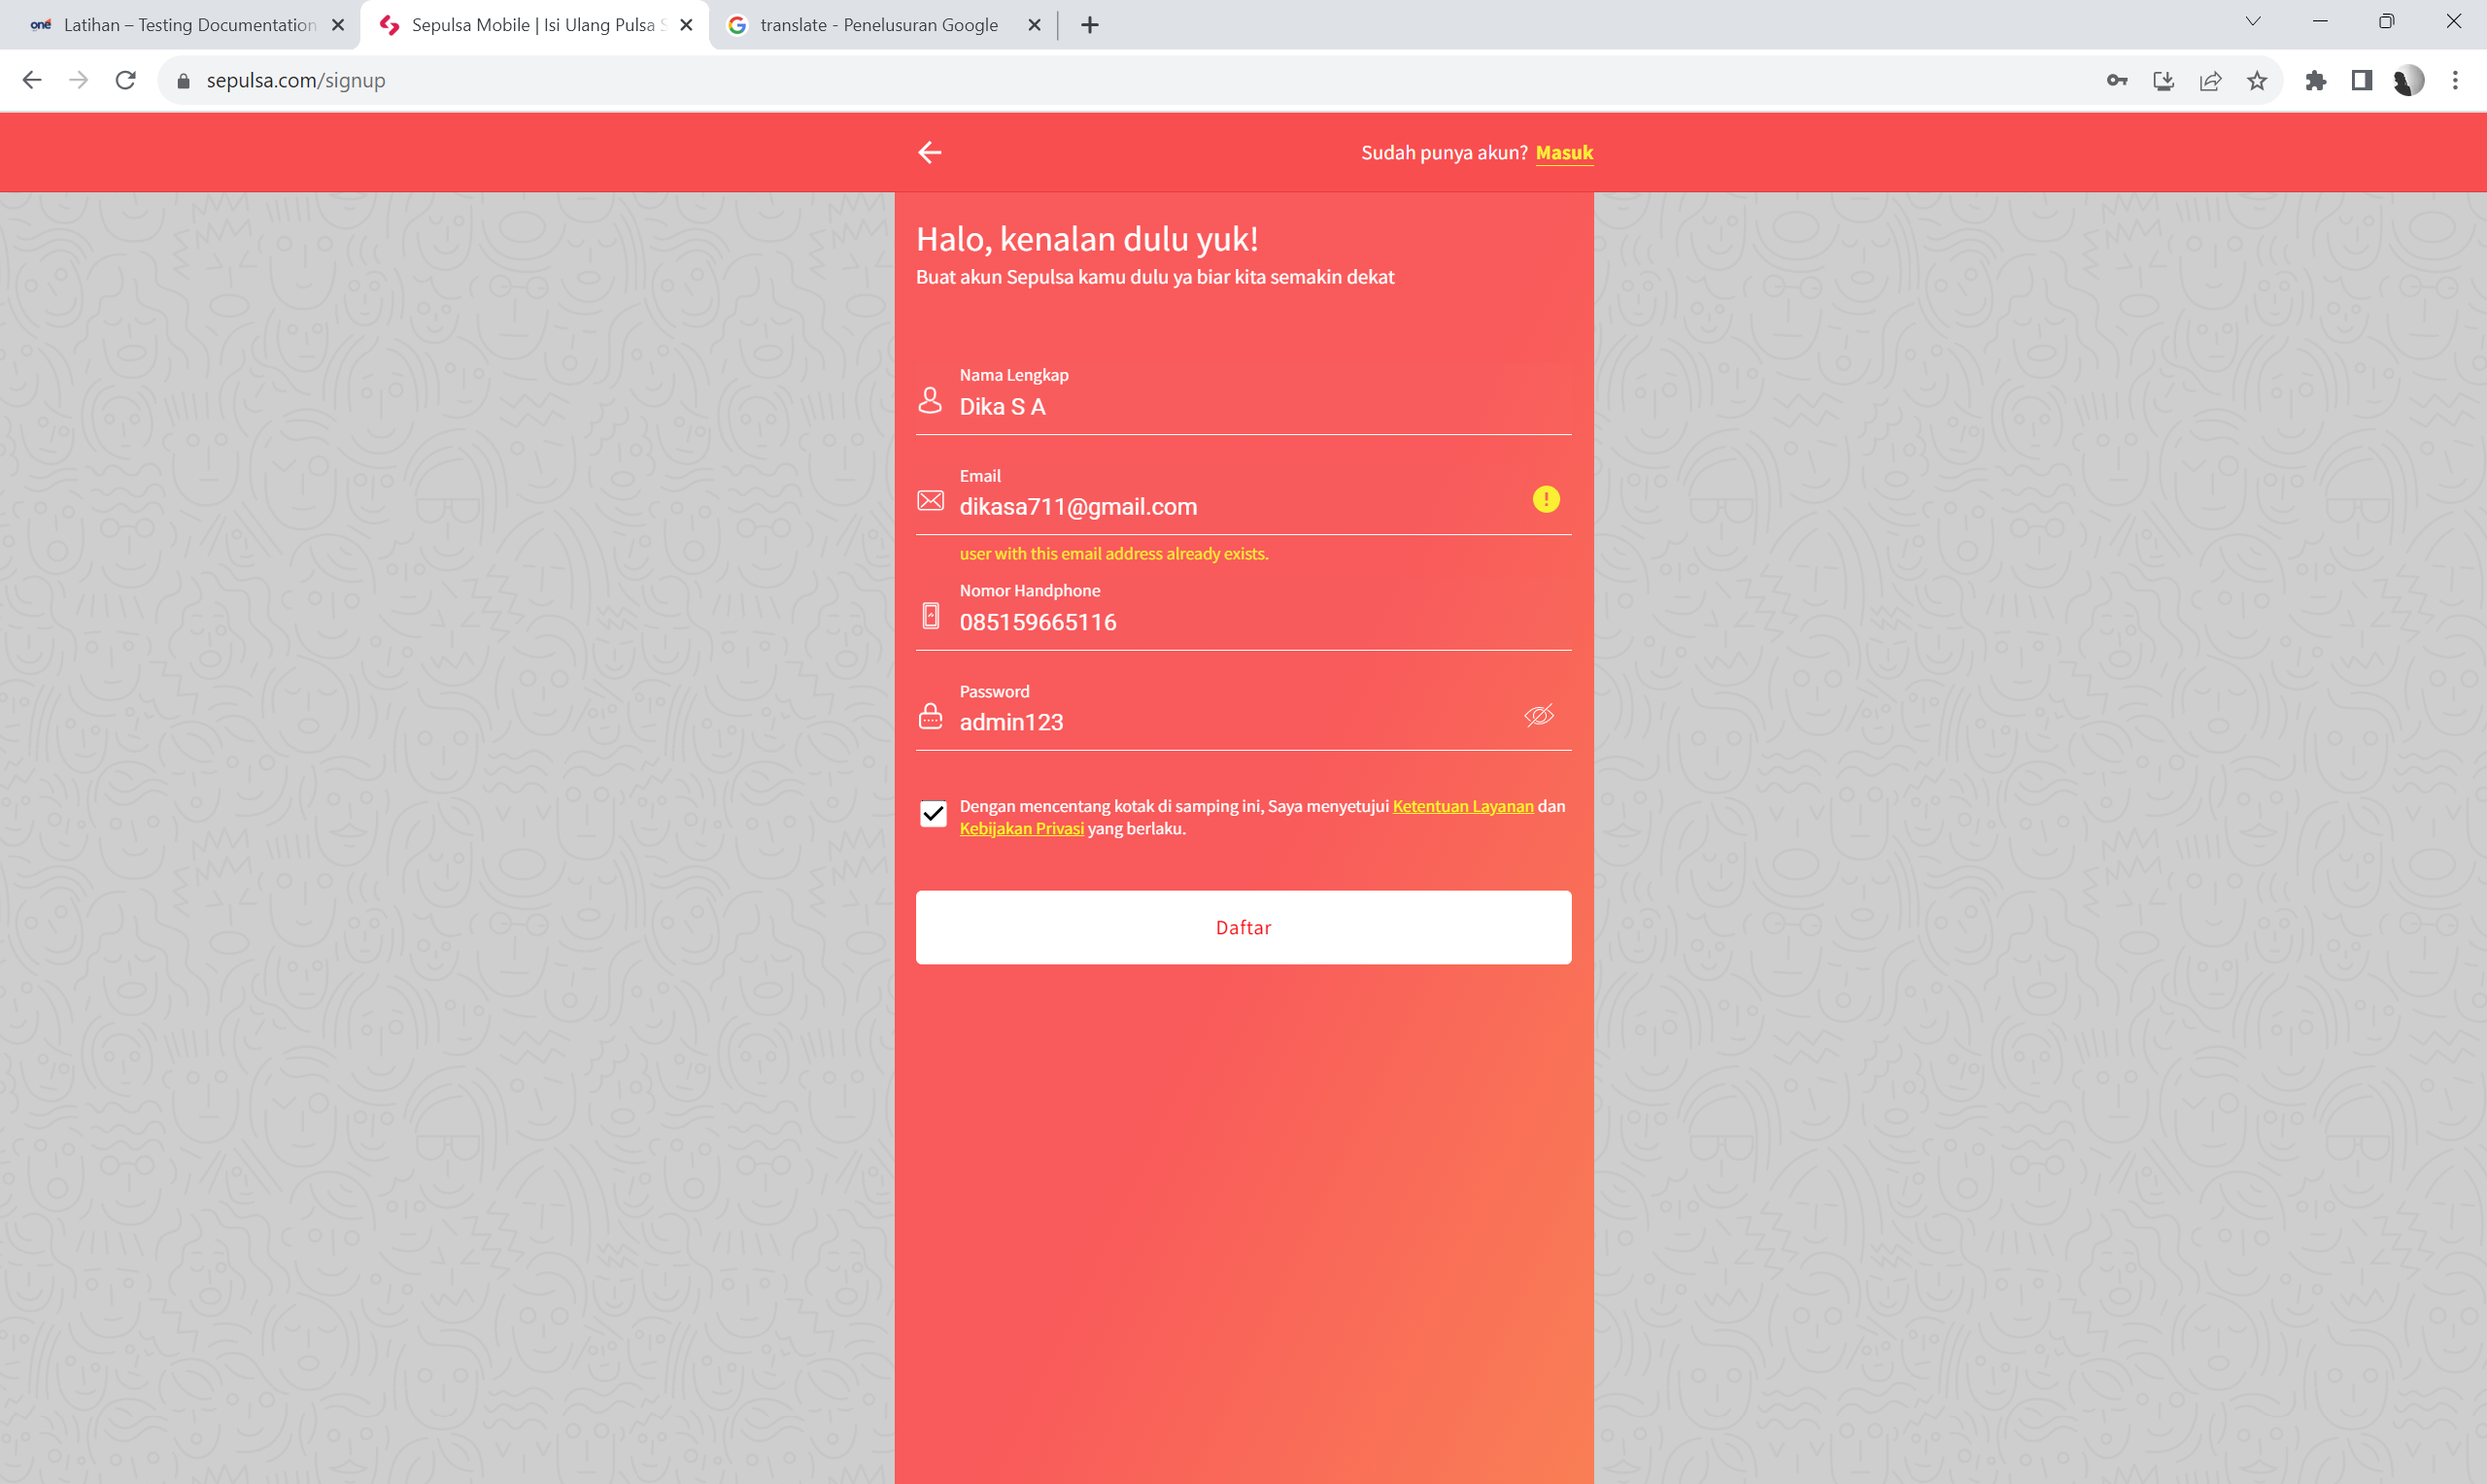 one Latihan – Testing Documentation
Sepulsa Mobile | Isi Ulang Pulsa S
translate - Penelusuran Google
sepulsa.com/signup
Sudah punya akun? Masuk
Halo, kenalan dulu yuk!
Buat akun Sepulsa kamu dulu ya biar kita semakin dekat
Nama Lengkap
Dika S A
Email
dikasa711@gmail.com
user with this email address already exists.
Nomor Handphone
085159665116
Password
admin123
Dengan mencentang kotak di samping ini, Saya menyetujui Ketentuan Layanan dan
Kebijakan Privasi yang berlaku.
Daftar